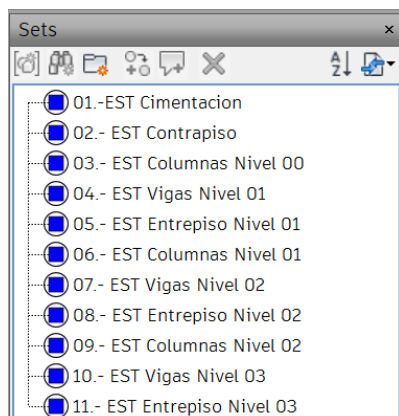 Sets
01.-EST Cimentacion
02.- EST Contrapiso
03.- EST Columnas Nivel 00
04.- EST Vigas Nivel 01
05.- EST Entrepiso Nivel 01
06.- EST Columnas Nivel 01
07.- EST Vigas Nivel 02
08.- EST Entrepiso Nivel 02
09.- EST Columnas Nivel 02
10.- EST Vigas Nivel 03
11.- EST Entrepiso Nivel 03